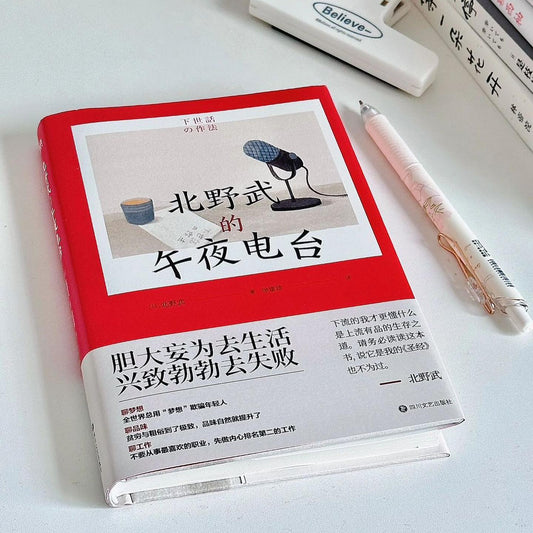 Believe~
下世話
の作法
北野武
的
午夜电台
胆大妄为去生活
兴致勃勃去失败
聊梦想
全世界总用“梦想”欺骗年轻人
聊品味
贫穷与粗俗到了极致，品味自然就提升了
聊工作
不要从事最喜欢的职业，先做内心排名第二的工作
下流的我才更懂什么
是上流有品的生存之
道。请务必读读这本
书，说它是我的《圣经》
也不为过。
——北野武
四川文艺出版社
一朵花开